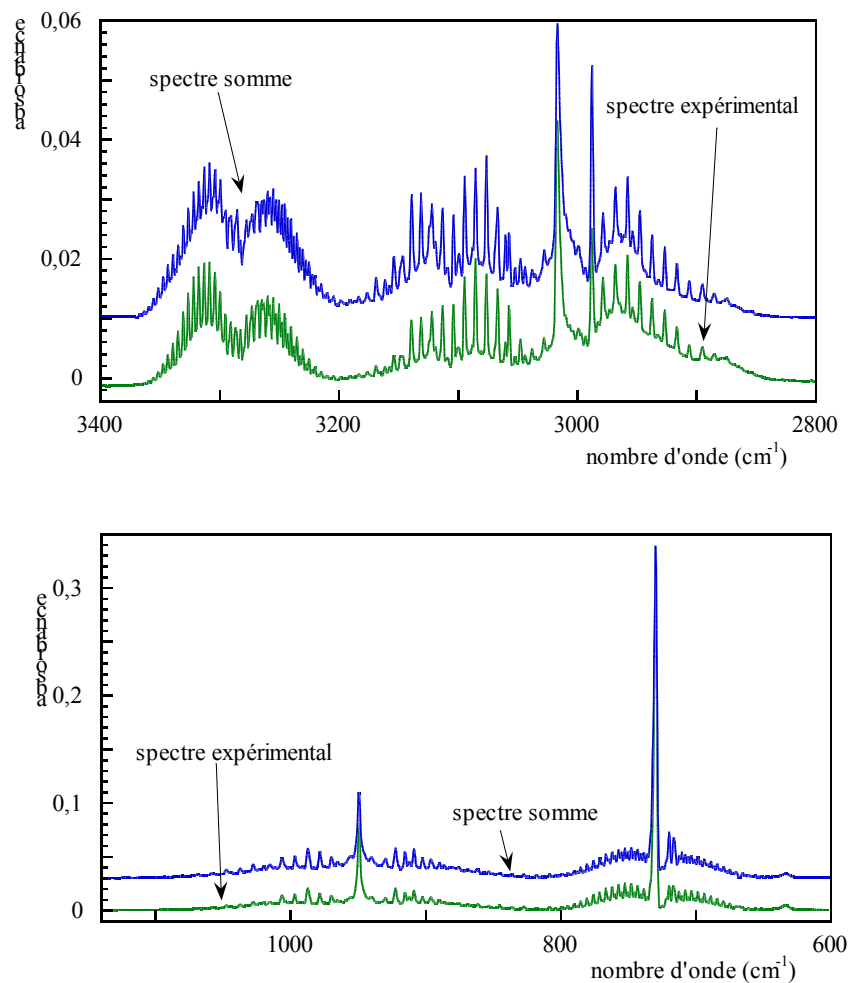 absorbance
0,06
0,04
0,02
0
spectre somme
spectre expérimental
3400
3200
3000
2800
nombre d'onde (cm⁻¹)
absorbance
0,3
0,2
0,1
0
spectre expérimental
spectre somme
1000
800
600
nombre d'onde (cm⁻¹)